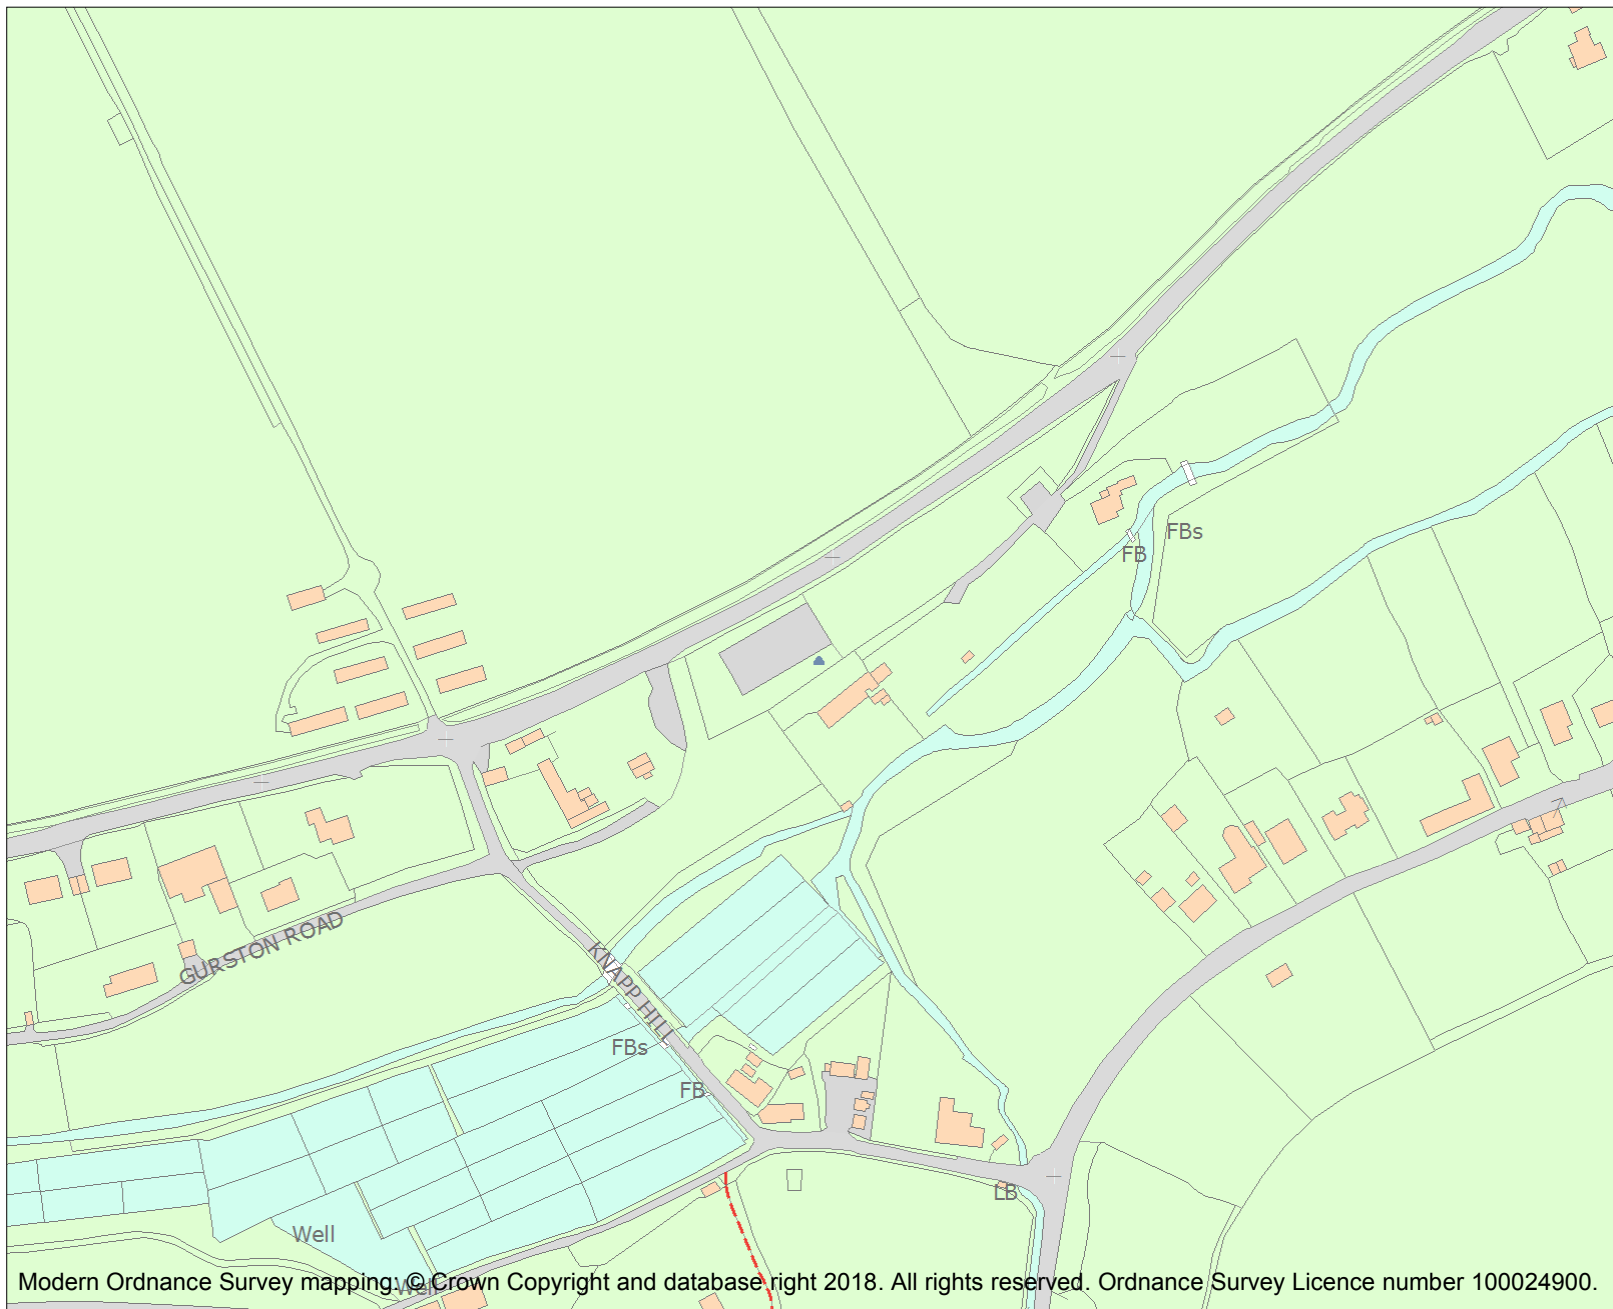 FBs
FB
GURSTON ROAD
KNAPP HILL
FBs
FB
LB
Well
Well
Modern Ordnance Survey mapping: © Crown Copyright and database right 2018. All rights reserved. Ordnance Survey Licence number 100024900.